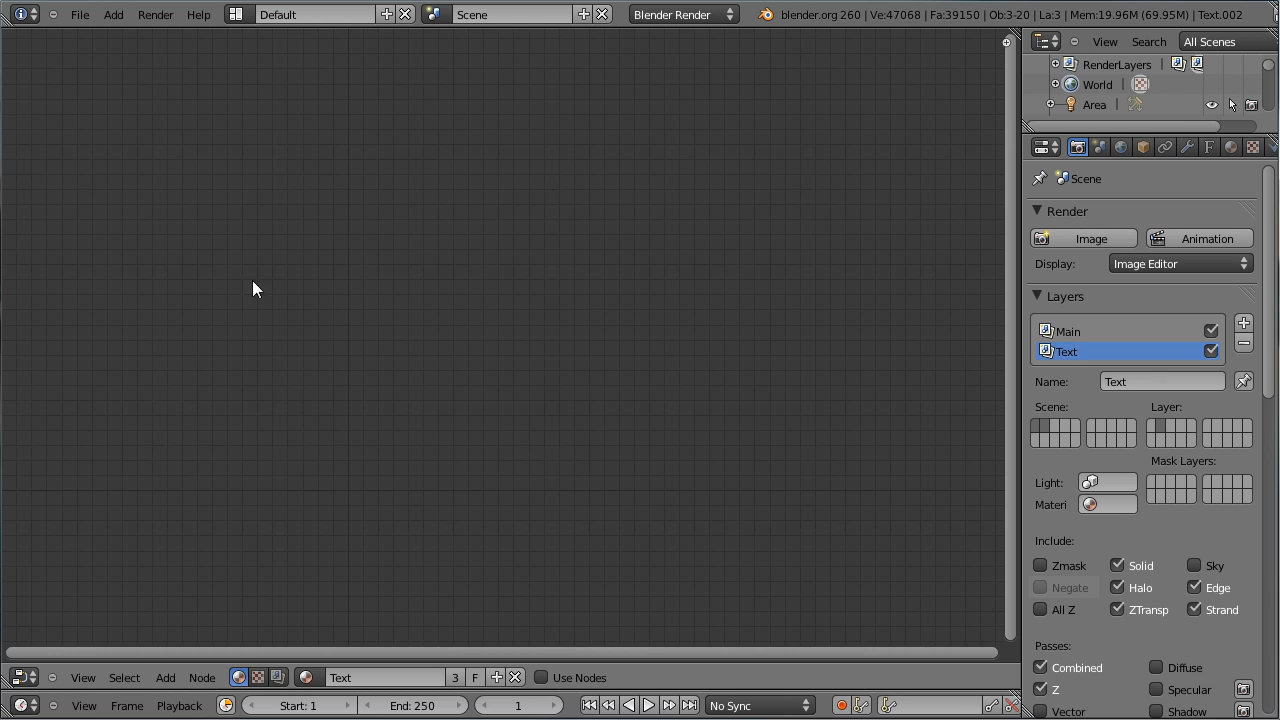 File Add Render Help Default Scene Blender Render blender.org 260 | Ve:47068 | Fa:39150 | Ob:3-20 | La:3 | Mem:19.96M (69.95M) | Text.002
View Search All Scenes
RenderLayers
World
Area
Scene
Render
Image Animation
Display: Image Editor
Layers
Main
Text
Name: Text
Scene: Layer:
Mask Layers:
Light:
Materi
Include:
Zmask Solid Sky
Negate Halo Edge
All Z ZTransp Strand
Passes:
Combined Diffuse
Z Specular
Vector Shadow
View Select Add Node Text 3 F Use Nodes
View Frame Playback Start: End: 250 1 No Sync